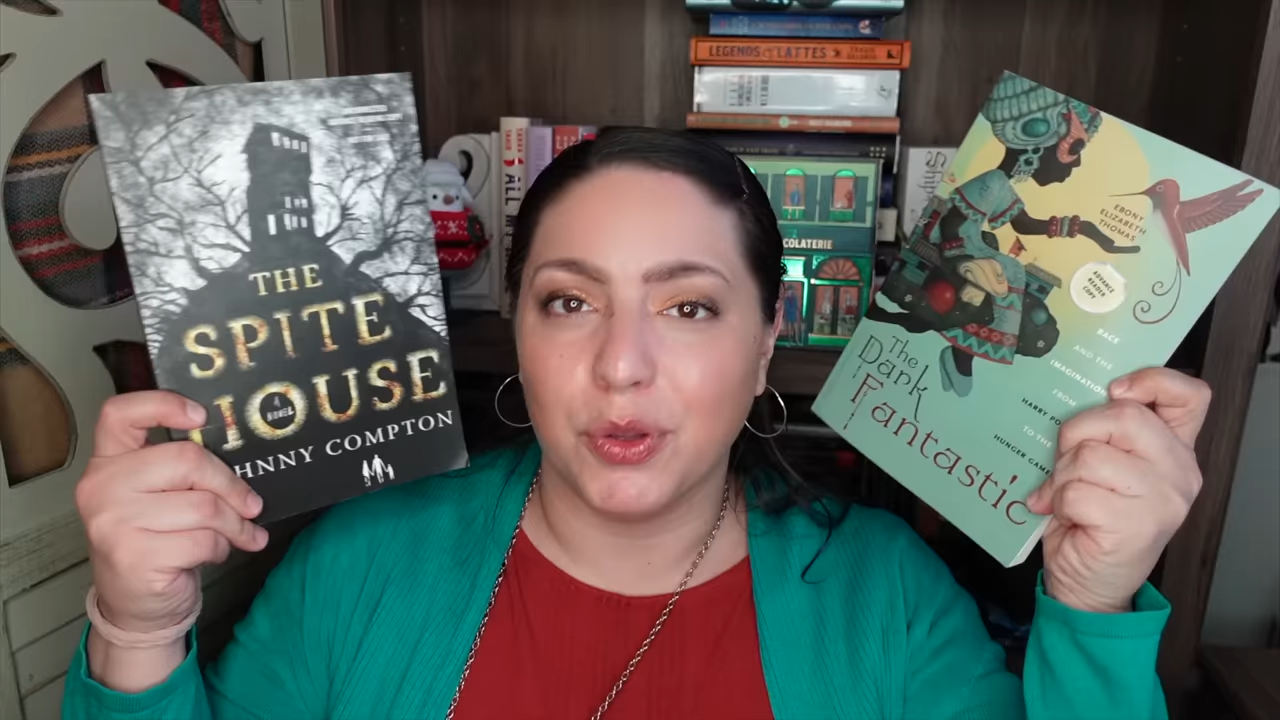 THE
SPITE
HOUSE
A
NOVEL
HNNY COMPTON
LEGENDS & LATTES
ALL
COLATERIE
EBONY
ELIZABETH
THOMAS
ADVANCE
READER
COPY
RACE
AND THE
IMAGINATION
FROM
HARRY PO
TO THE
HUNGER GAME
The
Dark
Fantastic